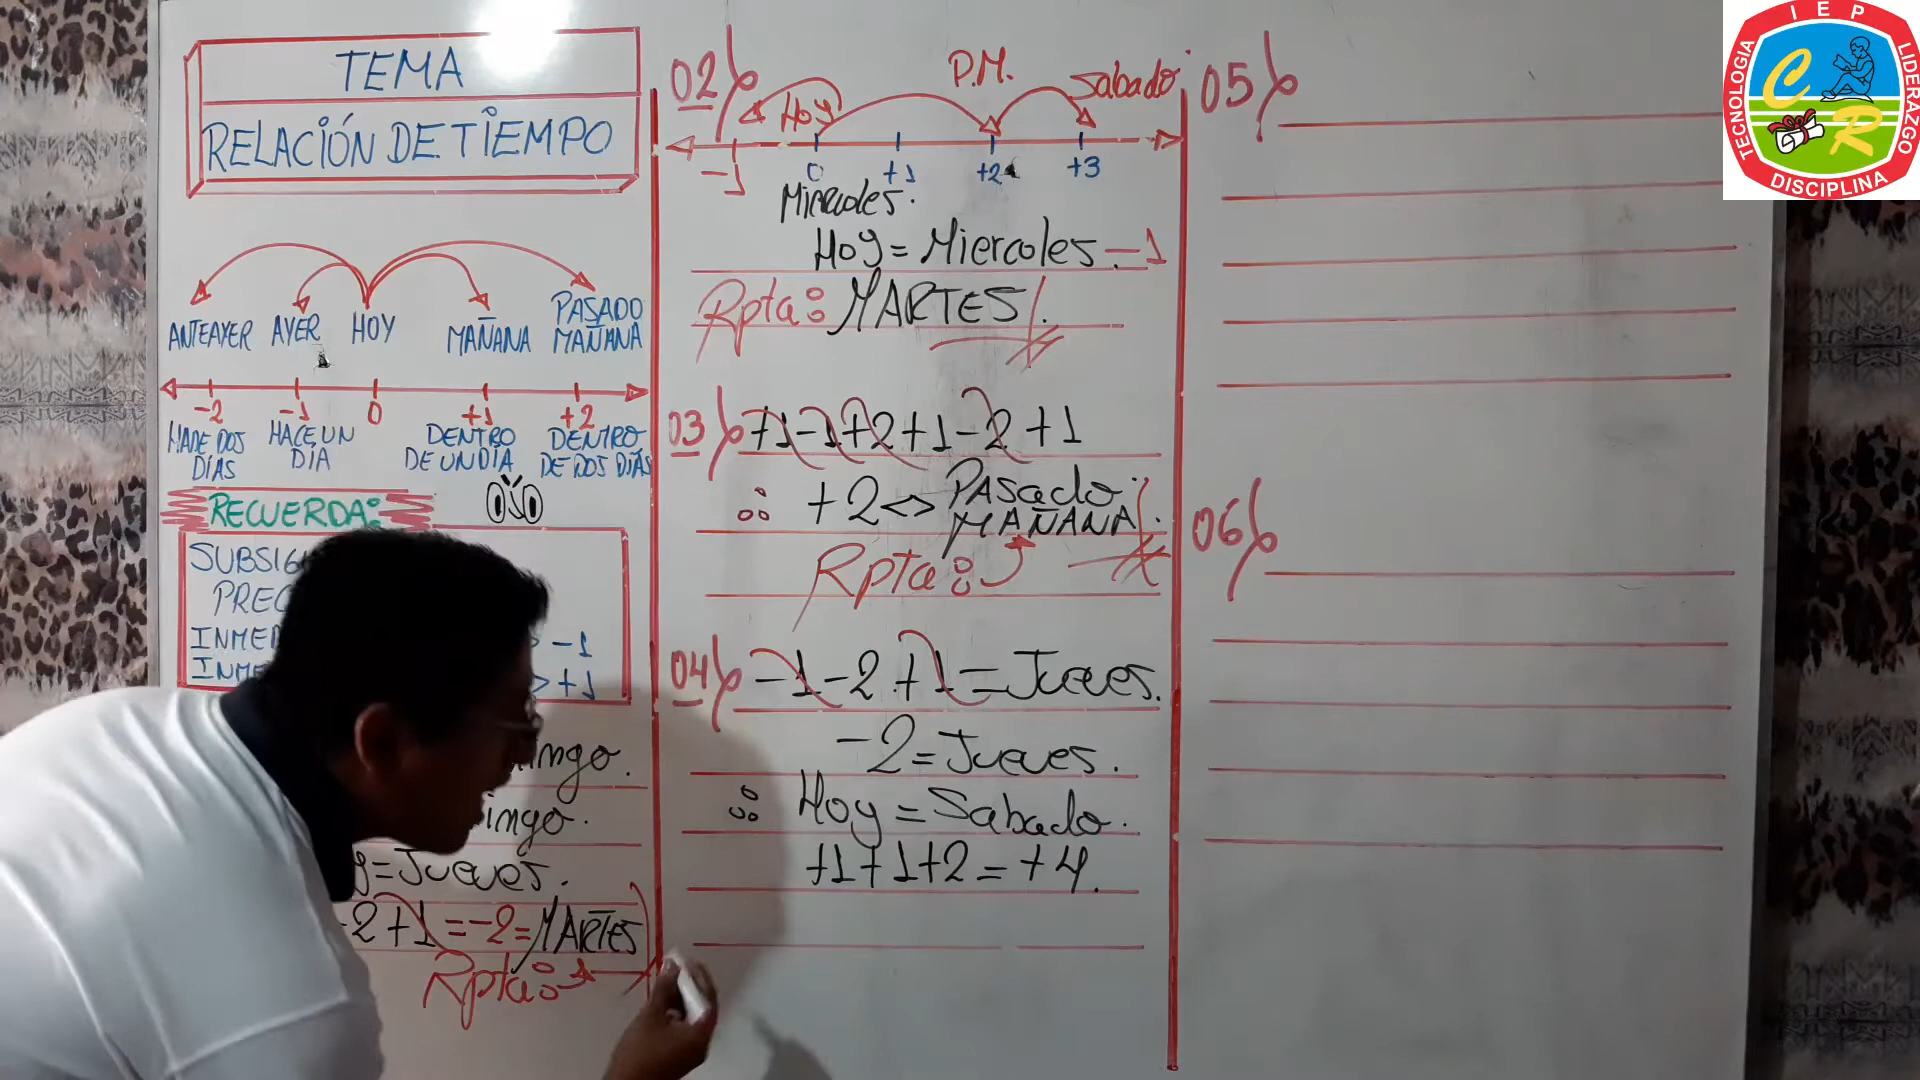 TEMA
RELACIÓN DE TIEMPO
ANTEAYER AYER HOY MAÑANA PASADO MAÑANA
-2 -1 0 +1 +2
HACE DOS DÍAS HACE UN DÍA DENTRO DE UN DÍA DENTRO DE DOS DÍAS
RECUERDA: OJO
-1
> +1
ingo.
ingo.
=Jueves.
-2+1=-2=MARTES
Rpta:
02
Hoy P.M. Sabado
-1 0 +1 +2 +3
Miercoles.
Hoy = Miercoles -1
Rpta: MARTES
03 +1-1+2+1-2+1
∴ +2 <> PASado MAÑANA.
Rpta:
04 -1-2+1=Jueves.
-2=Jueves.
∴ Hoy = Sabado.
+1+1+2=+4.
05
06
IEP
TECNOLOGIA
LIDERAZGO
CR
DISCIPLINA